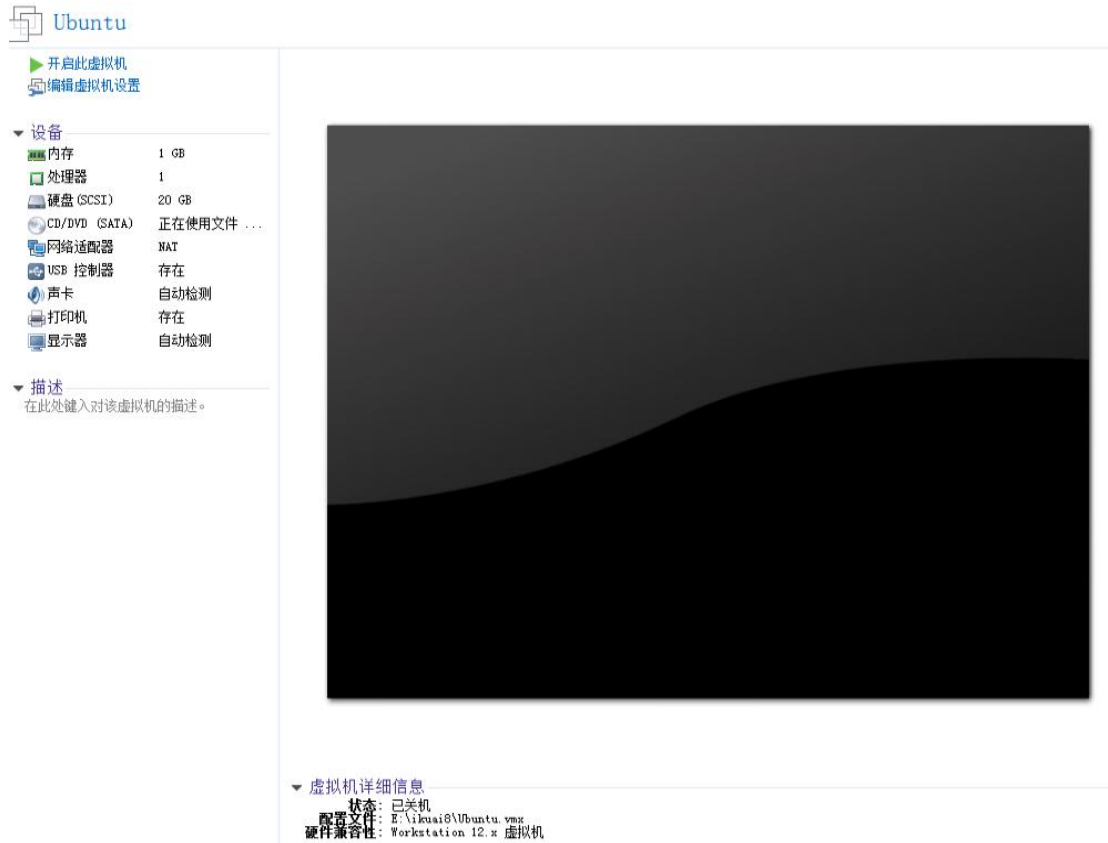 Ubuntu
开启此虚拟机
编辑虚拟机设置
设备
内存 1 GB
处理器 1
硬盘(SCSI) 20 GB
CD/DVD (SATA) 正在使用文件 ...
网络适配器 NAT
USB 控制器 存在
声卡 自动检测
打印机 存在
显示器 自动检测
描述
在此处键入对该虚拟机的描述。
虚拟机详细信息
状态: 已关机
配置文件: E:\ikuai8\Ubuntu.vmx
硬件兼容性: Workstation 12.x 虚拟机